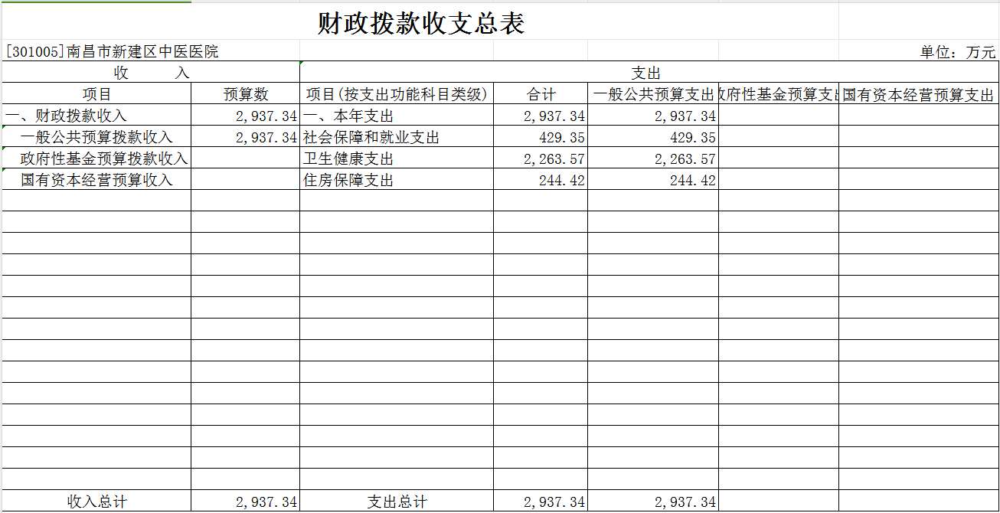 财政拨款收支总表
[301005]南昌市新建区中医医院 单位：万元
收 入 支出
项目 预算数 项目(按支出功能科目类级) 合计 一般公共预算支出 政府性基金预算支出 国有资本经营预算支出
一、财政拨款收入 2,937.34 一、本年支出 2,937.34 2,937.34
一般公共预算拨款收入 2,937.34 社会保障和就业支出 429.35 429.35
政府性基金预算拨款收入 卫生健康支出 2,263.57 2,263.57
国有资本经营预算收入 住房保障支出 244.42 244.42
收入总计 2,937.34 支出总计 2,937.34 2,937.34